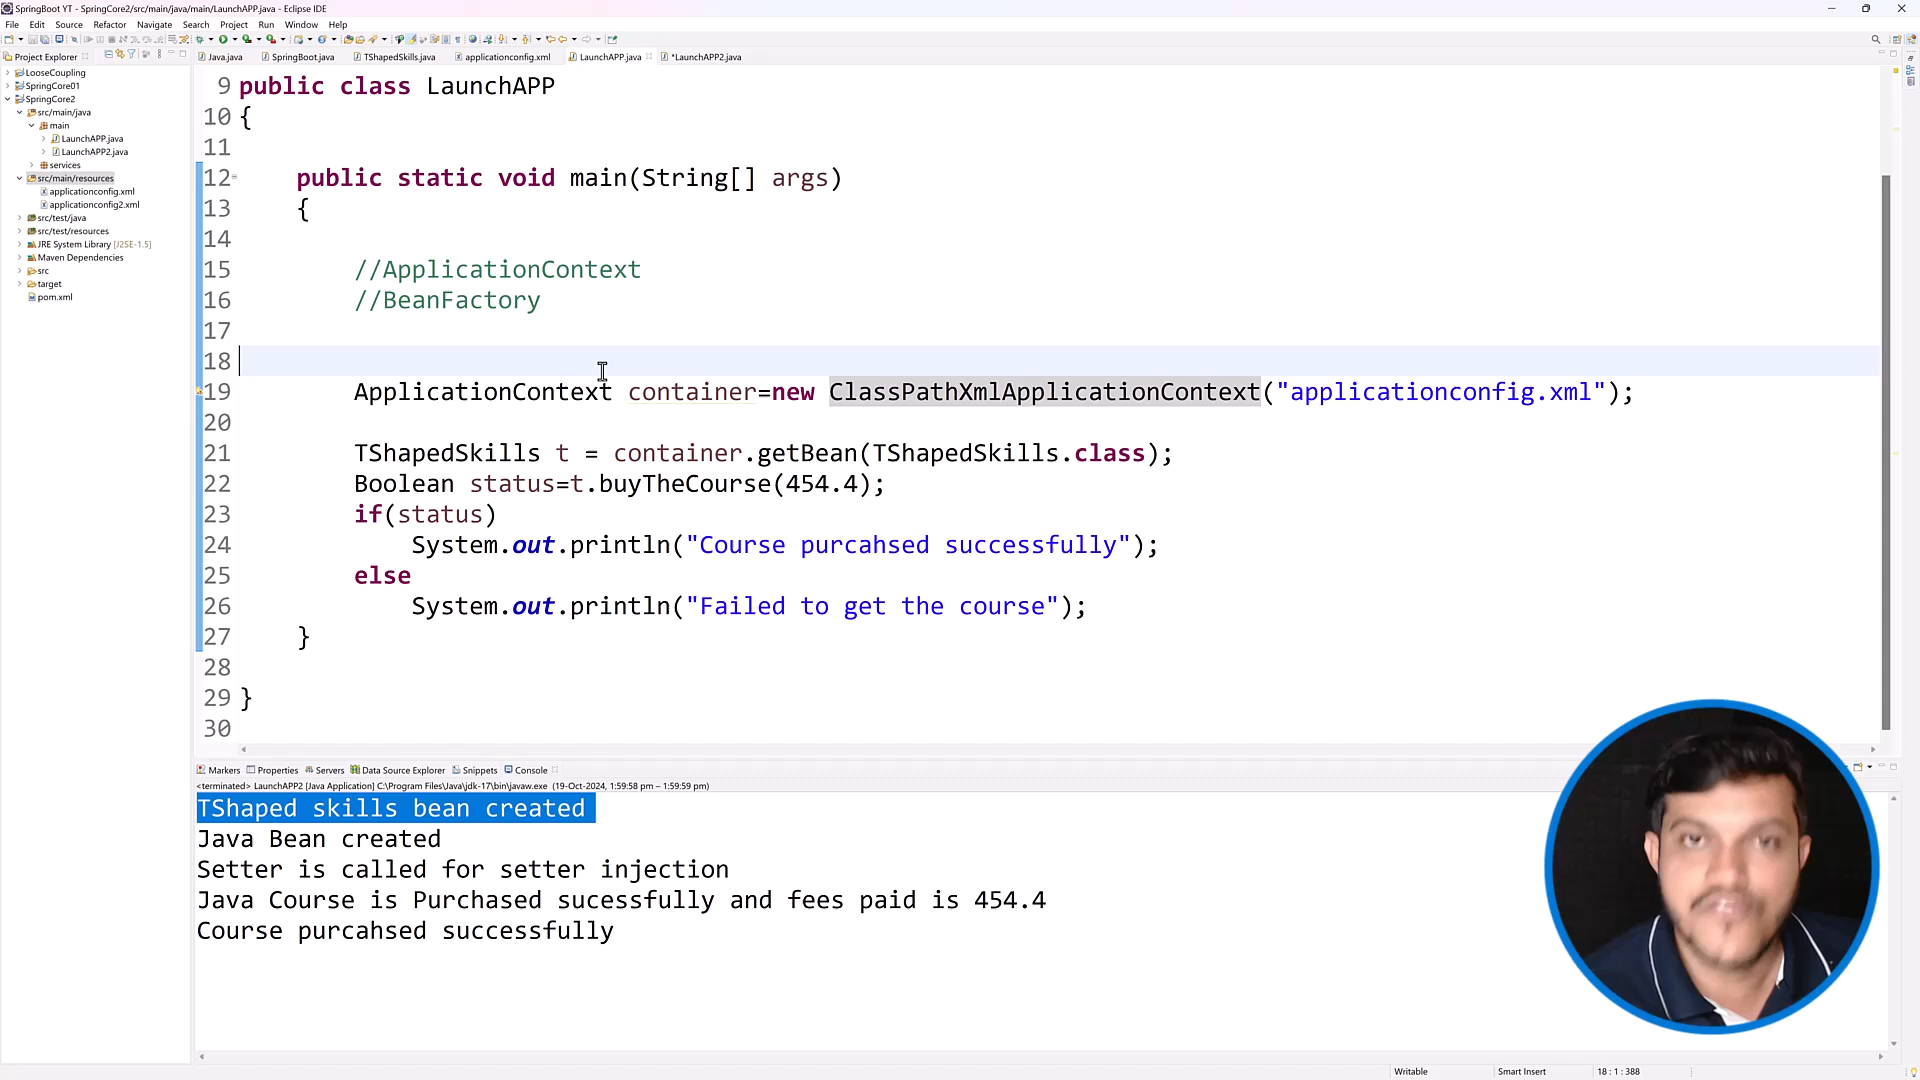 SpringBoot YT - SpringCore2/src/main/java/main/LaunchAPP.java - Eclipse IDE
File Edit Source Refactor Navigate Search Project Run Window Help
Project Explorer
LooseCoupling
SpringCore01
SpringCore2
src/main/java
main
LaunchAPP.java
LaunchAPP2.java
services
src/main/resources
applicationconfig.xml
applicationconfig2.xml
src/test/java
src/test/resources
JRE System Library [J2SE-1.5]
Maven Dependencies
src
target
pom.xml
Java.java SpringBoot.java TShapedSkills.java applicationconfig.xml LaunchAPP.java *LaunchAPP2.java
9 public class LaunchAPP
10 {
11
12 public static void main(String[] args)
13 {
14
15 //ApplicationContext
16 //BeanFactory
17
18
19 ApplicationContext container=new ClassPathXmlApplicationContext("applicationconfig.xml");
20
21 TShapedSkills t = container.getBean(TShapedSkills.class);
22 Boolean status=t.buyTheCourse(454.4);
23 if(status)
24 System.out.println("Course purcahsed successfully");
25 else
26 System.out.println("Failed to get the course");
27 }
28
29 }
30
Markers Properties Servers Data Source Explorer Snippets Console
<terminated> LaunchAPP2 [Java Application] C:\Program Files\Java\jdk-17\bin\javaw.exe (19-Oct-2024, 1:59:58 pm – 1:59:59 pm)
TShaped skills bean created
Java Bean created
Setter is called for setter injection
Java Course is Purchased sucessfully and fees paid is 454.4
Course purcahsed successfully
Writable Smart Insert 18 : 1 : 388